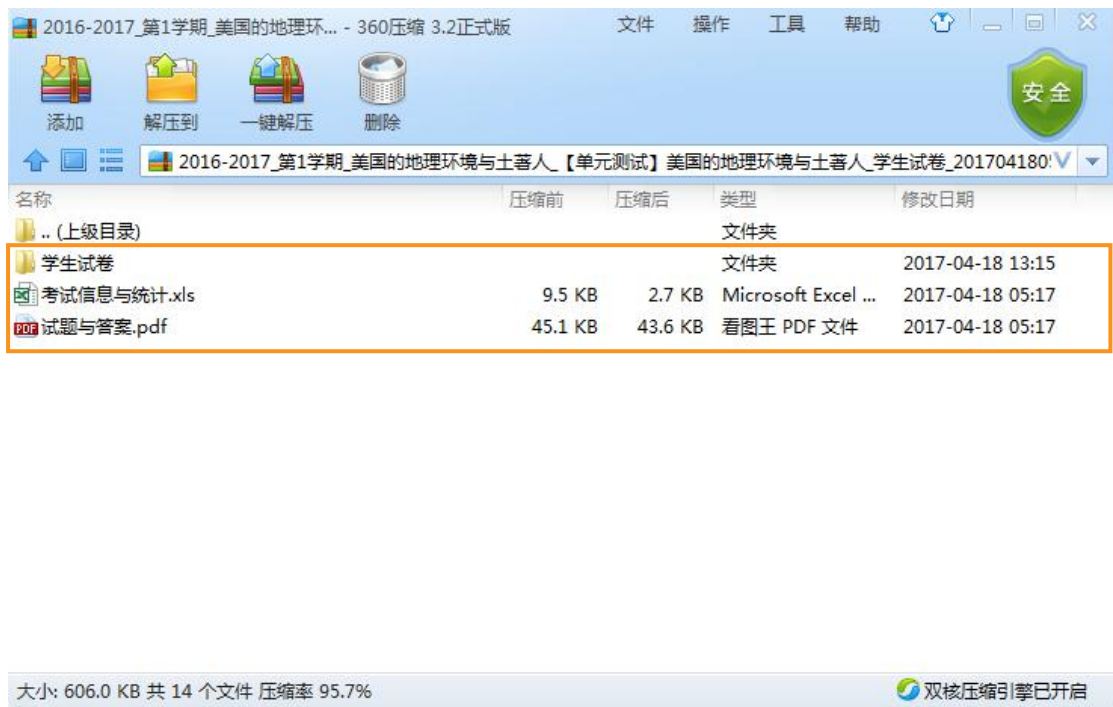 2016-2017_第1学期_美国的地理环... - 360压缩 3.2正式版 文件 操作 工具 帮助
添加 解压到 一键解压 删除 安全
2016-2017_第1学期_美国的地理环境与土著人_【单元测试】美国的地理环境与土著人_学生试卷_201704180
名称 压缩前 压缩后 类型 修改日期
.. (上级目录) 文件夹
学生试卷 文件夹 2017-04-18 13:15
考试信息与统计.xls 9.5 KB 2.7 KB Microsoft Excel ... 2017-04-18 05:17
PDF 试题与答案.pdf 45.1 KB 43.6 KB 看图王 PDF 文件 2017-04-18 05:17
大小: 606.0 KB 共 14 个文件 压缩率 95.7% 双核压缩引擎已开启